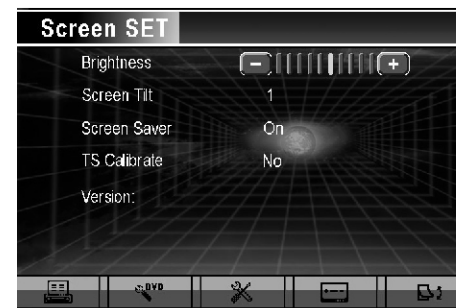 Screen SET
Brightness - +
Screen Tilt 1
Screen Saver On
TS Calibrate No
Version:
DVD